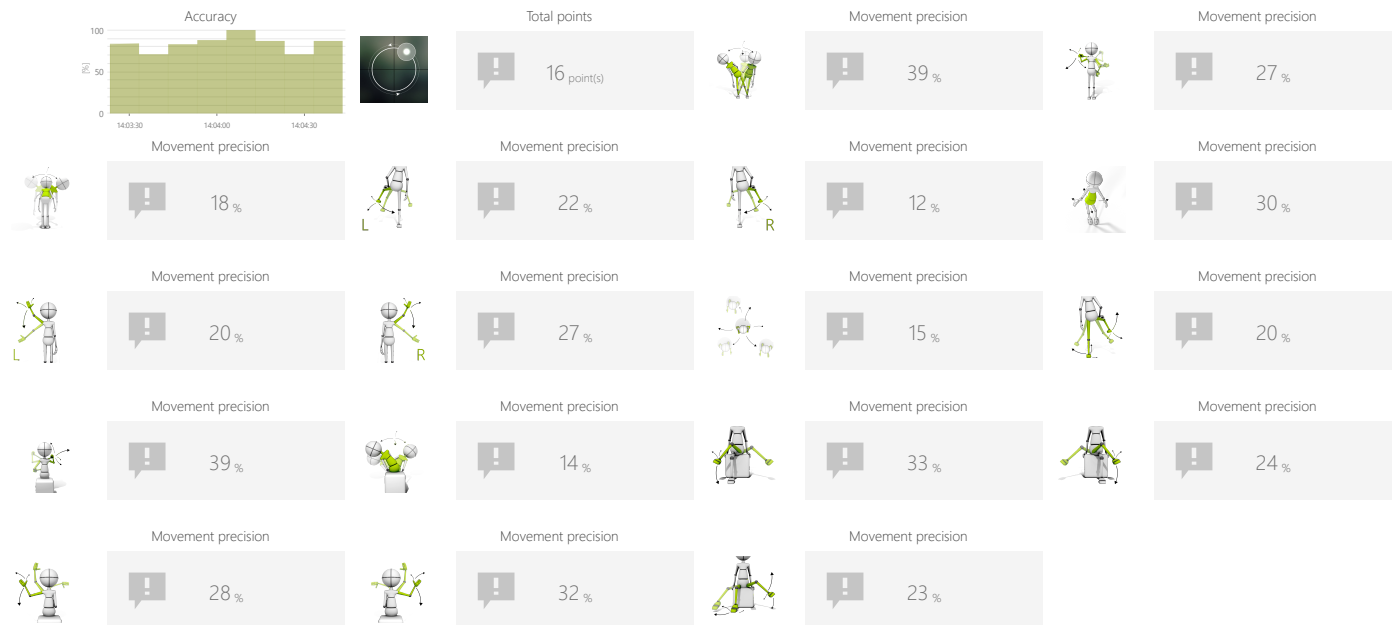 Accuracy
Total points
Movement precision
Movement precision
100
50
0
[%]
14:03:30
14:04:00
14:04:30
16 point(s)
39 %
27 %
Movement precision
Movement precision
Movement precision
Movement precision
18 %
L
22 %
R
12 %
30 %
Movement precision
Movement precision
Movement precision
Movement precision
L
20 %
R
27 %
15 %
20 %
Movement precision
Movement precision
Movement precision
Movement precision
39 %
14 %
33 %
24 %
Movement precision
Movement precision
Movement precision
28 %
32 %
23 %